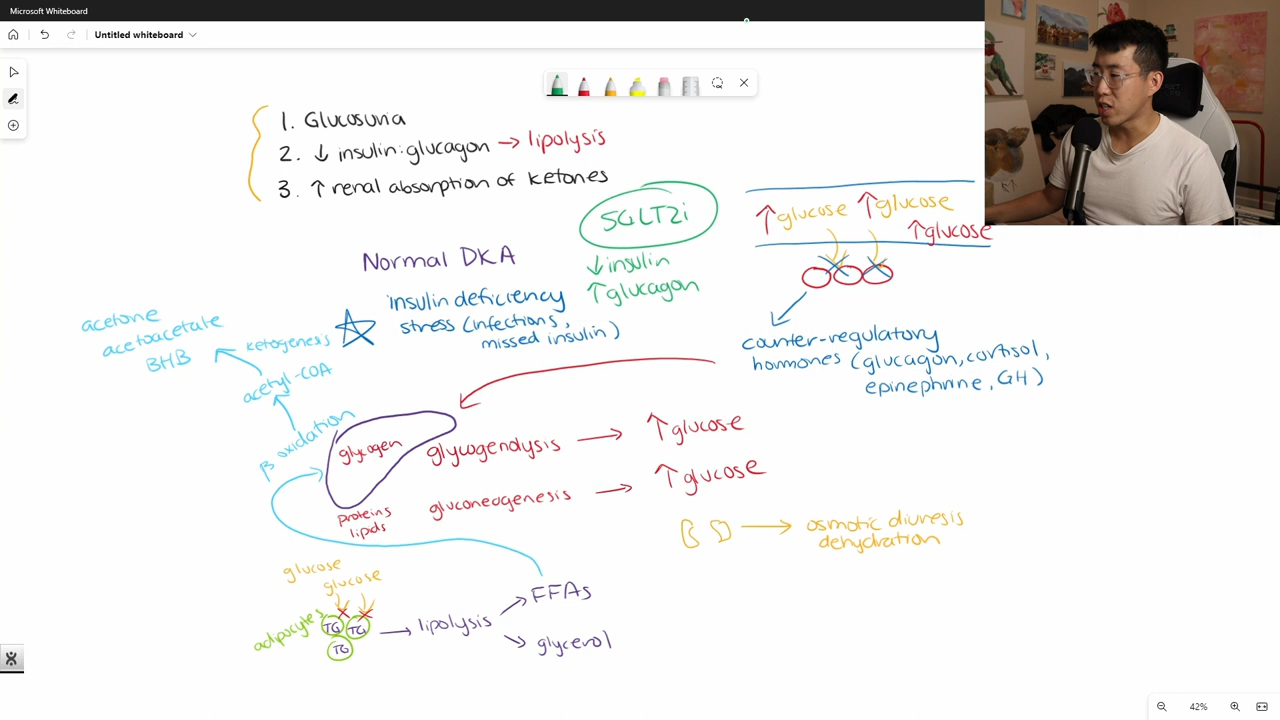 Microsoft Whiteboard
Untitled whiteboard
1. Glucosuria
2. ↓ insulin:glucagon → lipolysis
3. ↑ renal absorption of ketones
SGLT2i
↓ insulin
↑ glucagon
↑ glucose ↑ glucose
↑ glucose
Normal DKA
insulin deficiency
stress (infections,
missed insulin)
counter-regulatory
hormones (glucagon, cortisol,
epinephrine, GH)
acetone
acetoacetate
BHB
ketogenesis
acetyl-COA
β oxidation
glycogen
glycogenolysis → ↑ glucose
gluconeogenesis → ↑ glucose
proteins
lipids
→ osmotic diuresis
dehydration
glucose
glucose
adipocytes
TG TG
TG
→ lipolysis
FFAs
glycerol
42%